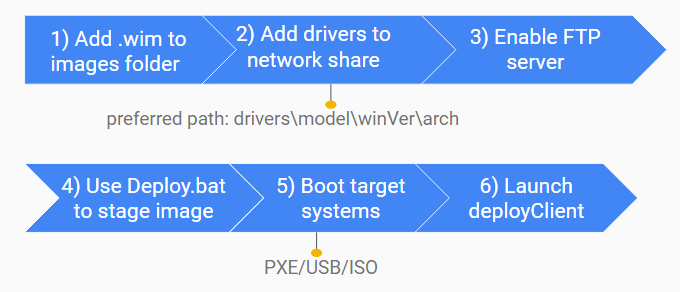 1) Add .wim to
images folder
2) Add drivers to
network share
3) Enable FTP
server
preferred path: drivers\model\winVer\arch
4) Use Deploy.bat
to stage image
5) Boot target
systems
6) Launch
deployClient
PXE/USB/ISO